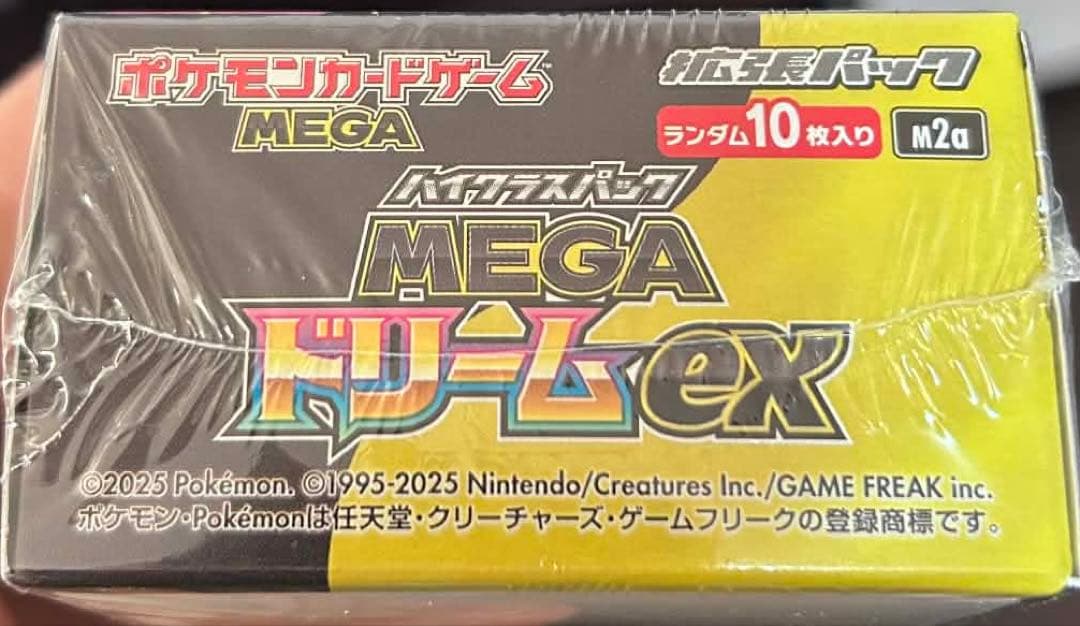 ポケモンカードゲーム™
MEGA
拡張パック
ランダム10枚入り
M2a
ハイクラスパック
MEGA
ドリームex
©2025 Pokémon. ©1995-2025 Nintendo/Creatures Inc./GAME FREAK inc.
ポケモン・Pokémonは任天堂・クリーチャーズ・ゲームフリークの登録商標です。